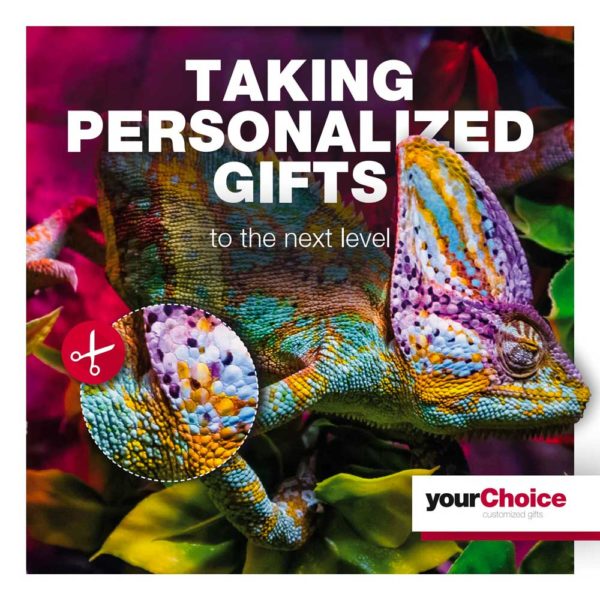 TAKING
PERSONALIZED
GIFTS
to the next level
yourChoice
customized gifts